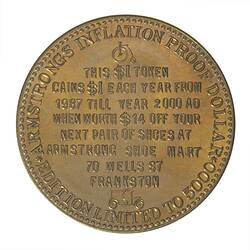 ARMSTRONG'S INFLATION PROOF DOLLAR
THIS $1 TOKEN
GAINS $1 EACH YEAR FROM
1987 TILL YEAR 2000 AD
WHEN WORTH $14 OFF YOUR
NEXT PAIR OF SHOES AT
ARMSTRONG SHOE MART
70 WELLS ST
FRANKSTON
EDITION LIMITED TO 5000